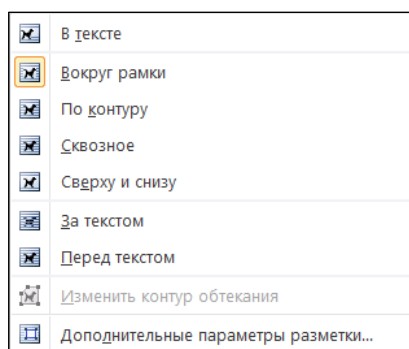 В тексте
Вокруг рамки
По контуру
Сквозное
Сверху и снизу
За текстом
Перед текстом
Изменить контур обтекания
Дополнительные параметры разметки...